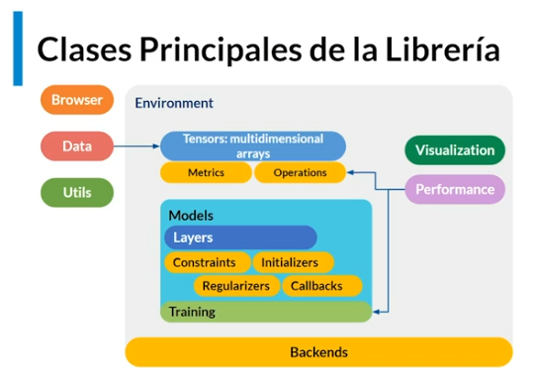 Clases Principales de la Librería
Browser
Environment
Data
Tensors: multidimensional
arrays
Visualization
Metrics
Operations
Utils
Performance
Models
Layers
Constraints
Initializers
Regularizers
Callbacks
Training
Backends